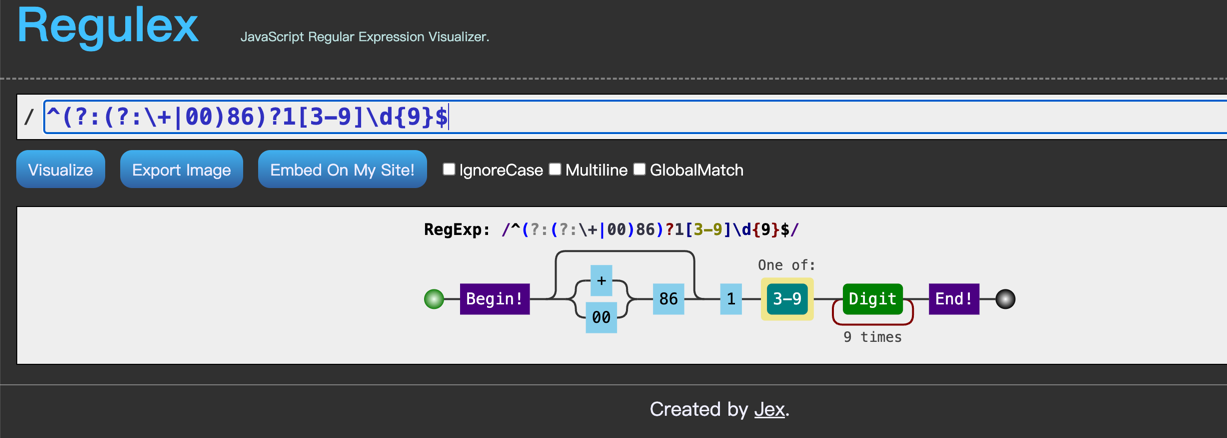 Regulex JavaScript Regular Expression Visualizer.
/ ^(?:(?:\+|00)86)?1[3-9]\d{9}$
Visualize Export Image Embed On My Site! IgnoreCase Multiline GlobalMatch
RegExp: /^(?:(?:\+|00)86)?1[3-9]\d{9}$/
One of:
+
Begin! 86 1 3-9 Digit End!
00
9 times
Created by Jex.